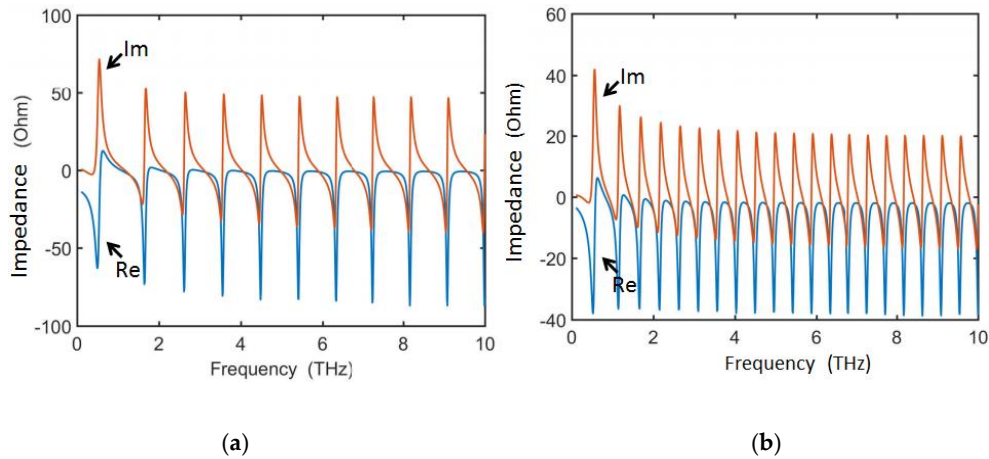 100
50
0
-50
-100
Impedance (Ohm)
Im
Re
0 2 4 6 8 10
Frequency (THz)
(a)
60
40
20
0
-20
-40
Impedance (Ohm)
Im
Re
0 2 4 6 8 10
Frequency (THz)
(b)